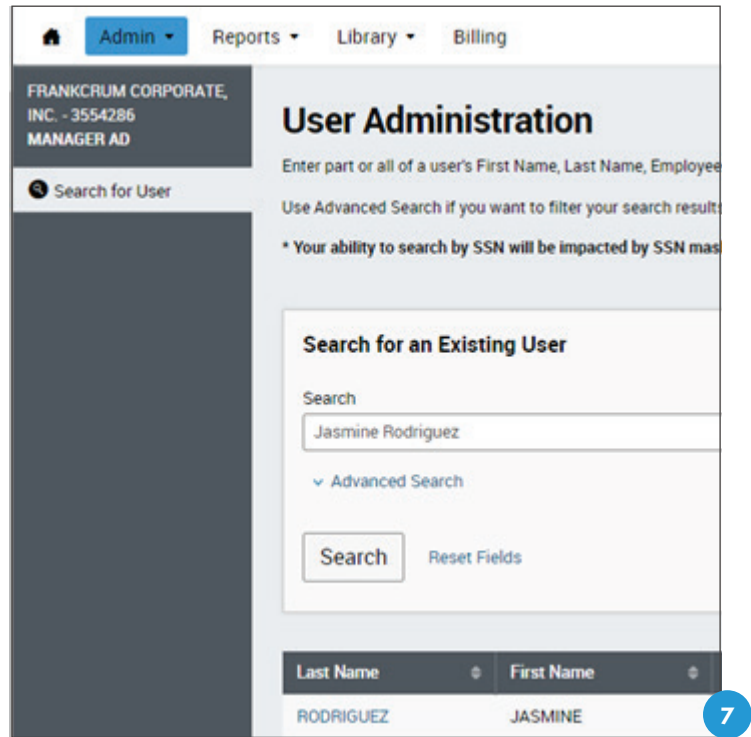 Admin Reports Library Billing
FRANKCRUM CORPORATE,
INC. - 3554286
MANAGER AD
Search for User
User Administration
Enter part or all of a user's First Name, Last Name, Employee
Use Advanced Search if you want to filter your search results
* Your ability to search by SSN will be impacted by SSN mas
Search for an Existing User
Search
Jasmine Rodriguez
Advanced Search
Search Reset Fields
Last Name First Name
RODRIGUEZ JASMINE
7